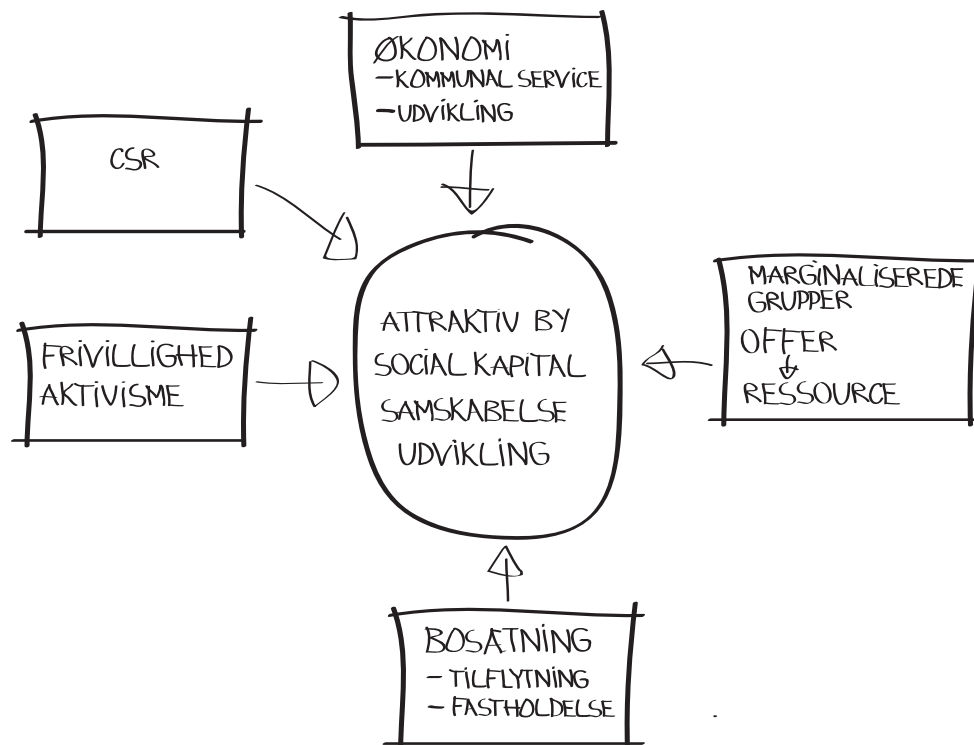 ØKONOMI
- KOMMUNAL SERVICE
- UDVIKLING
CSR
FRIVILLIGHED
AKTIVISME
ATTRAKTIV BY
SOCIAL KAPITAL
SAMSKABELSE
UDVIKLING
MARGINALISEREDE
GRUPPER
OFFER
↓
RESSOURCE
BOSÆTNING
- TILFLYTNING
- FASTHOLDELSE